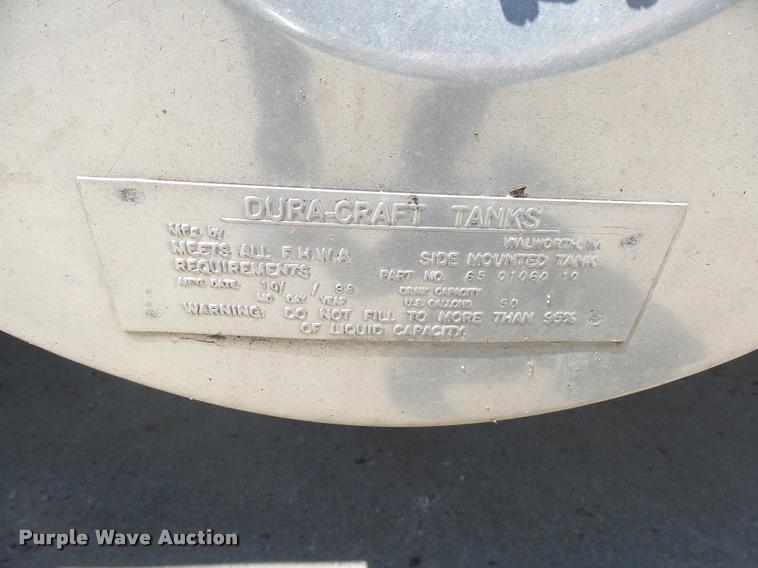 DURA-CRAFT TANKS
Mfg. by WALWORTH,
MEETS ALL F.H.W.A. SIDE MOUNTED TANK
REQUIREMENTS PART NO. 65 01060 10
MFG. DATE: 10/ / 98 DRAW CAPACITY
MO DAY YEAR U.S. GALLONS 50
WARNING: DO NOT FILL TO MORE THAN 95%
OF LIQUID CAPACITY.
Purple Wave Auction